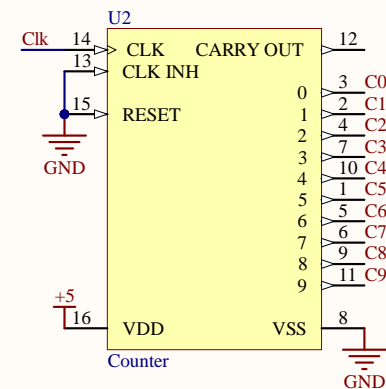 U2
Clk 14 CLK CARRY OUT 12
13 CLK INH
0 3 C0
15 RESET 1 2 C1
2 4 C2
3 7 C3
GND 4 10 C4
5 1 C5
6 5 C6
7 6 C7
8 9 C8
9 11 C9
+5
16 VDD VSS 8
Counter
GND